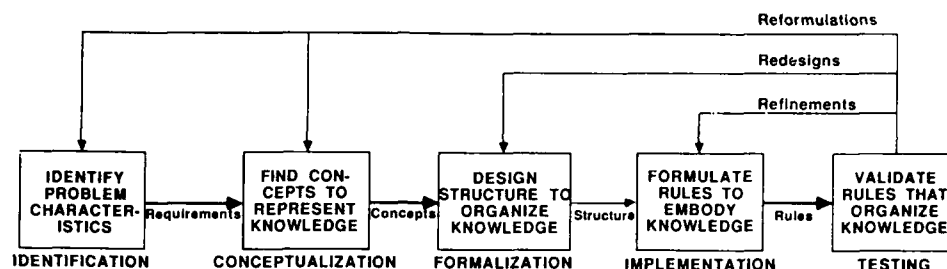 Reformulations
Redesigns
Refinements
IDENTIFY
PROBLEM
CHARACTER-
ISTICS
Requirements
FIND CON-
CEPTS TO
REPRESENT
KNOWLEDGE
Concepts
DESIGN
STRUCTURE TO
ORGANIZE
KNOWLEDGE
Structure
FORMULATE
RULES TO
EMBODY
KNOWLEDGE
Rules
VALIDATE
RULES THAT
ORGANIZE
KNOWLEDGE
IDENTIFICATION
CONCEPTUALIZATION
FORMALIZATION
IMPLEMENTATION
TESTING